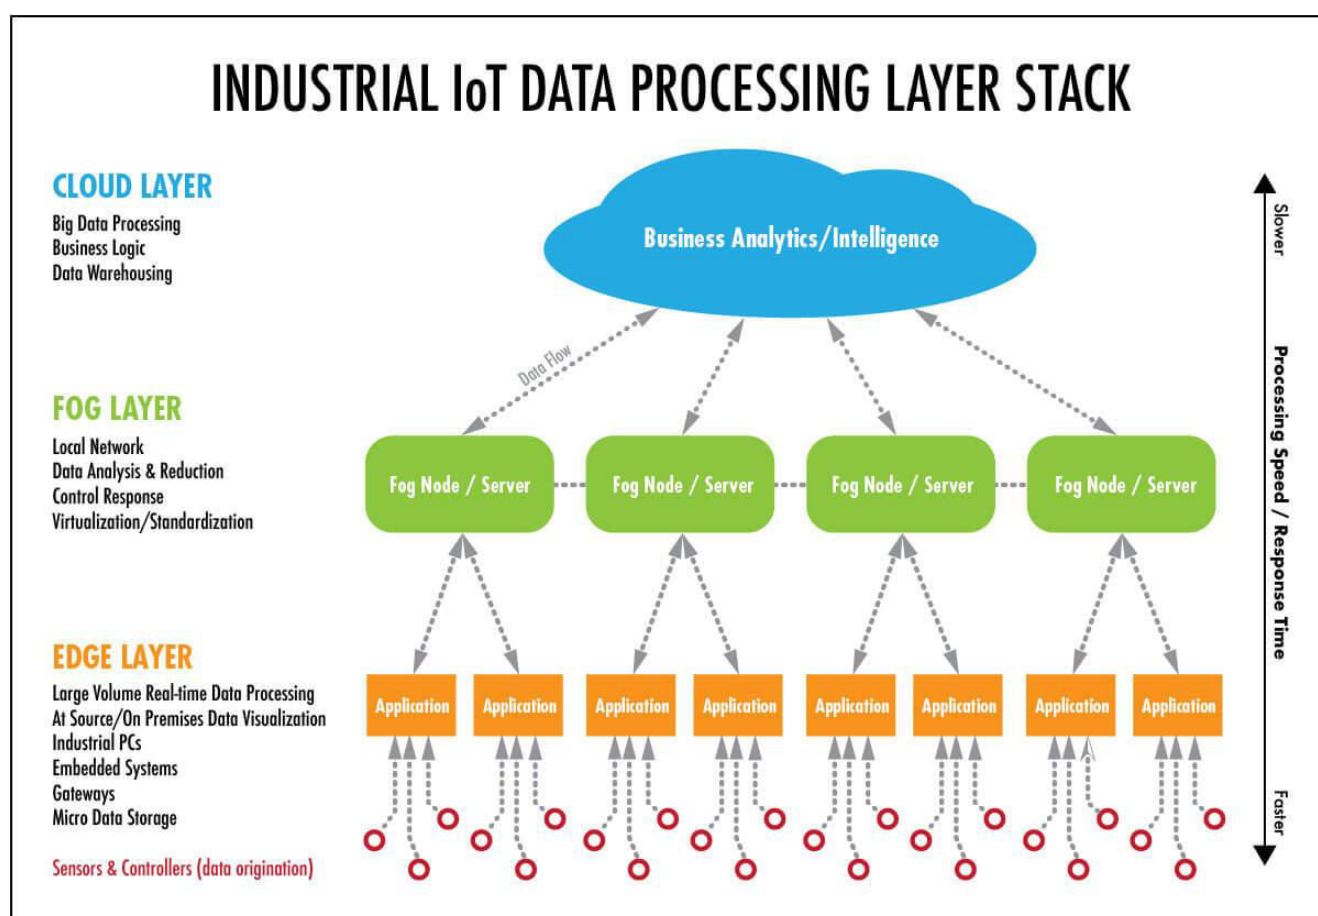 INDUSTRIAL IoT DATA PROCESSING LAYER STACK
CLOUD LAYER
Big Data Processing
Business Logic
Data Warehousing
Business Analytics/Intelligence
Slower
Data Flow
Processing Speed / Response Time
FOG LAYER
Local Network
Data Analysis & Reduction
Control Response
Virtualization/Standardization
Fog Node / Server
Fog Node / Server
Fog Node / Server
Fog Node / Server
EDGE LAYER
Large Volume Real-time Data Processing
At Source/On Premises Data Visualization
Industrial PCs
Embedded Systems
Gateways
Micro Data Storage
Application
Application
Application
Application
Application
Application
Application
Application
Faster
Sensors & Controllers (data origination)